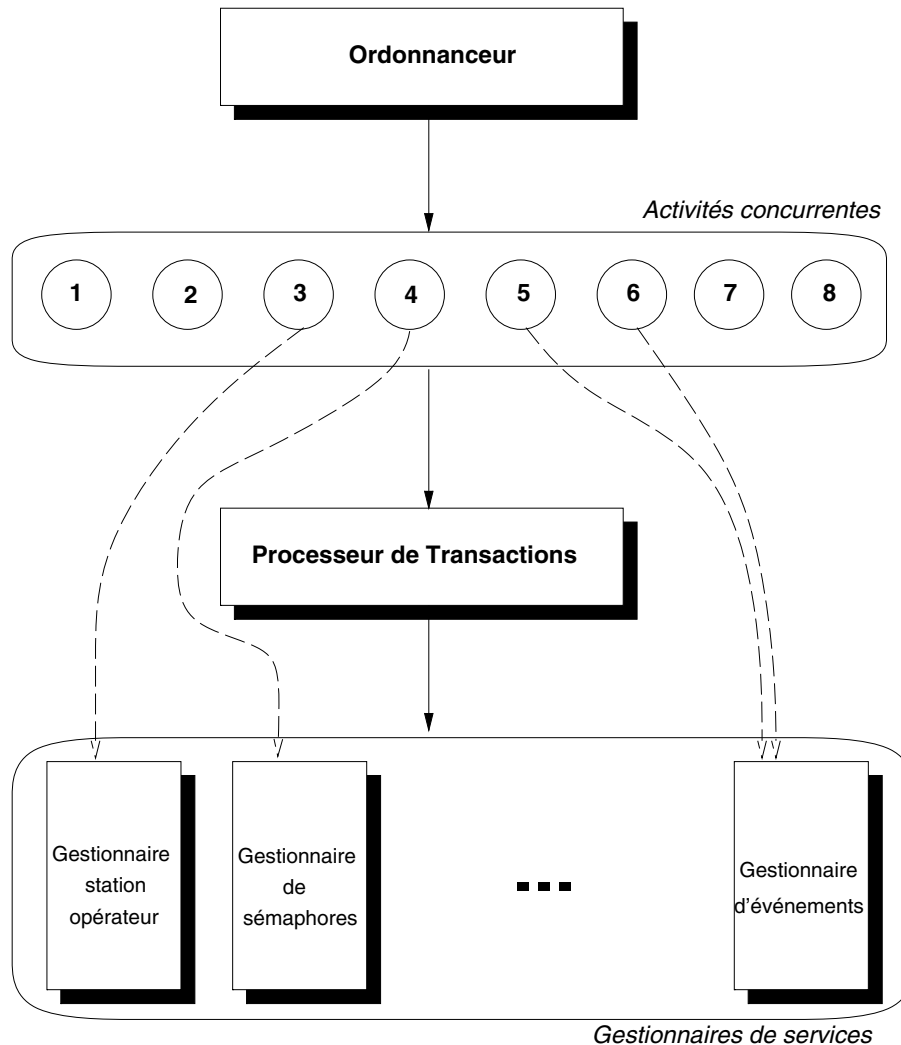 Ordonnanceur
Activités concurrentes
1 2 3 4 5 6 7 8
Processeur de Transactions
Gestionnaire
station
opérateur
Gestionnaire
de
sémaphores
Gestionnaire
d'événements
Gestionnaires de services